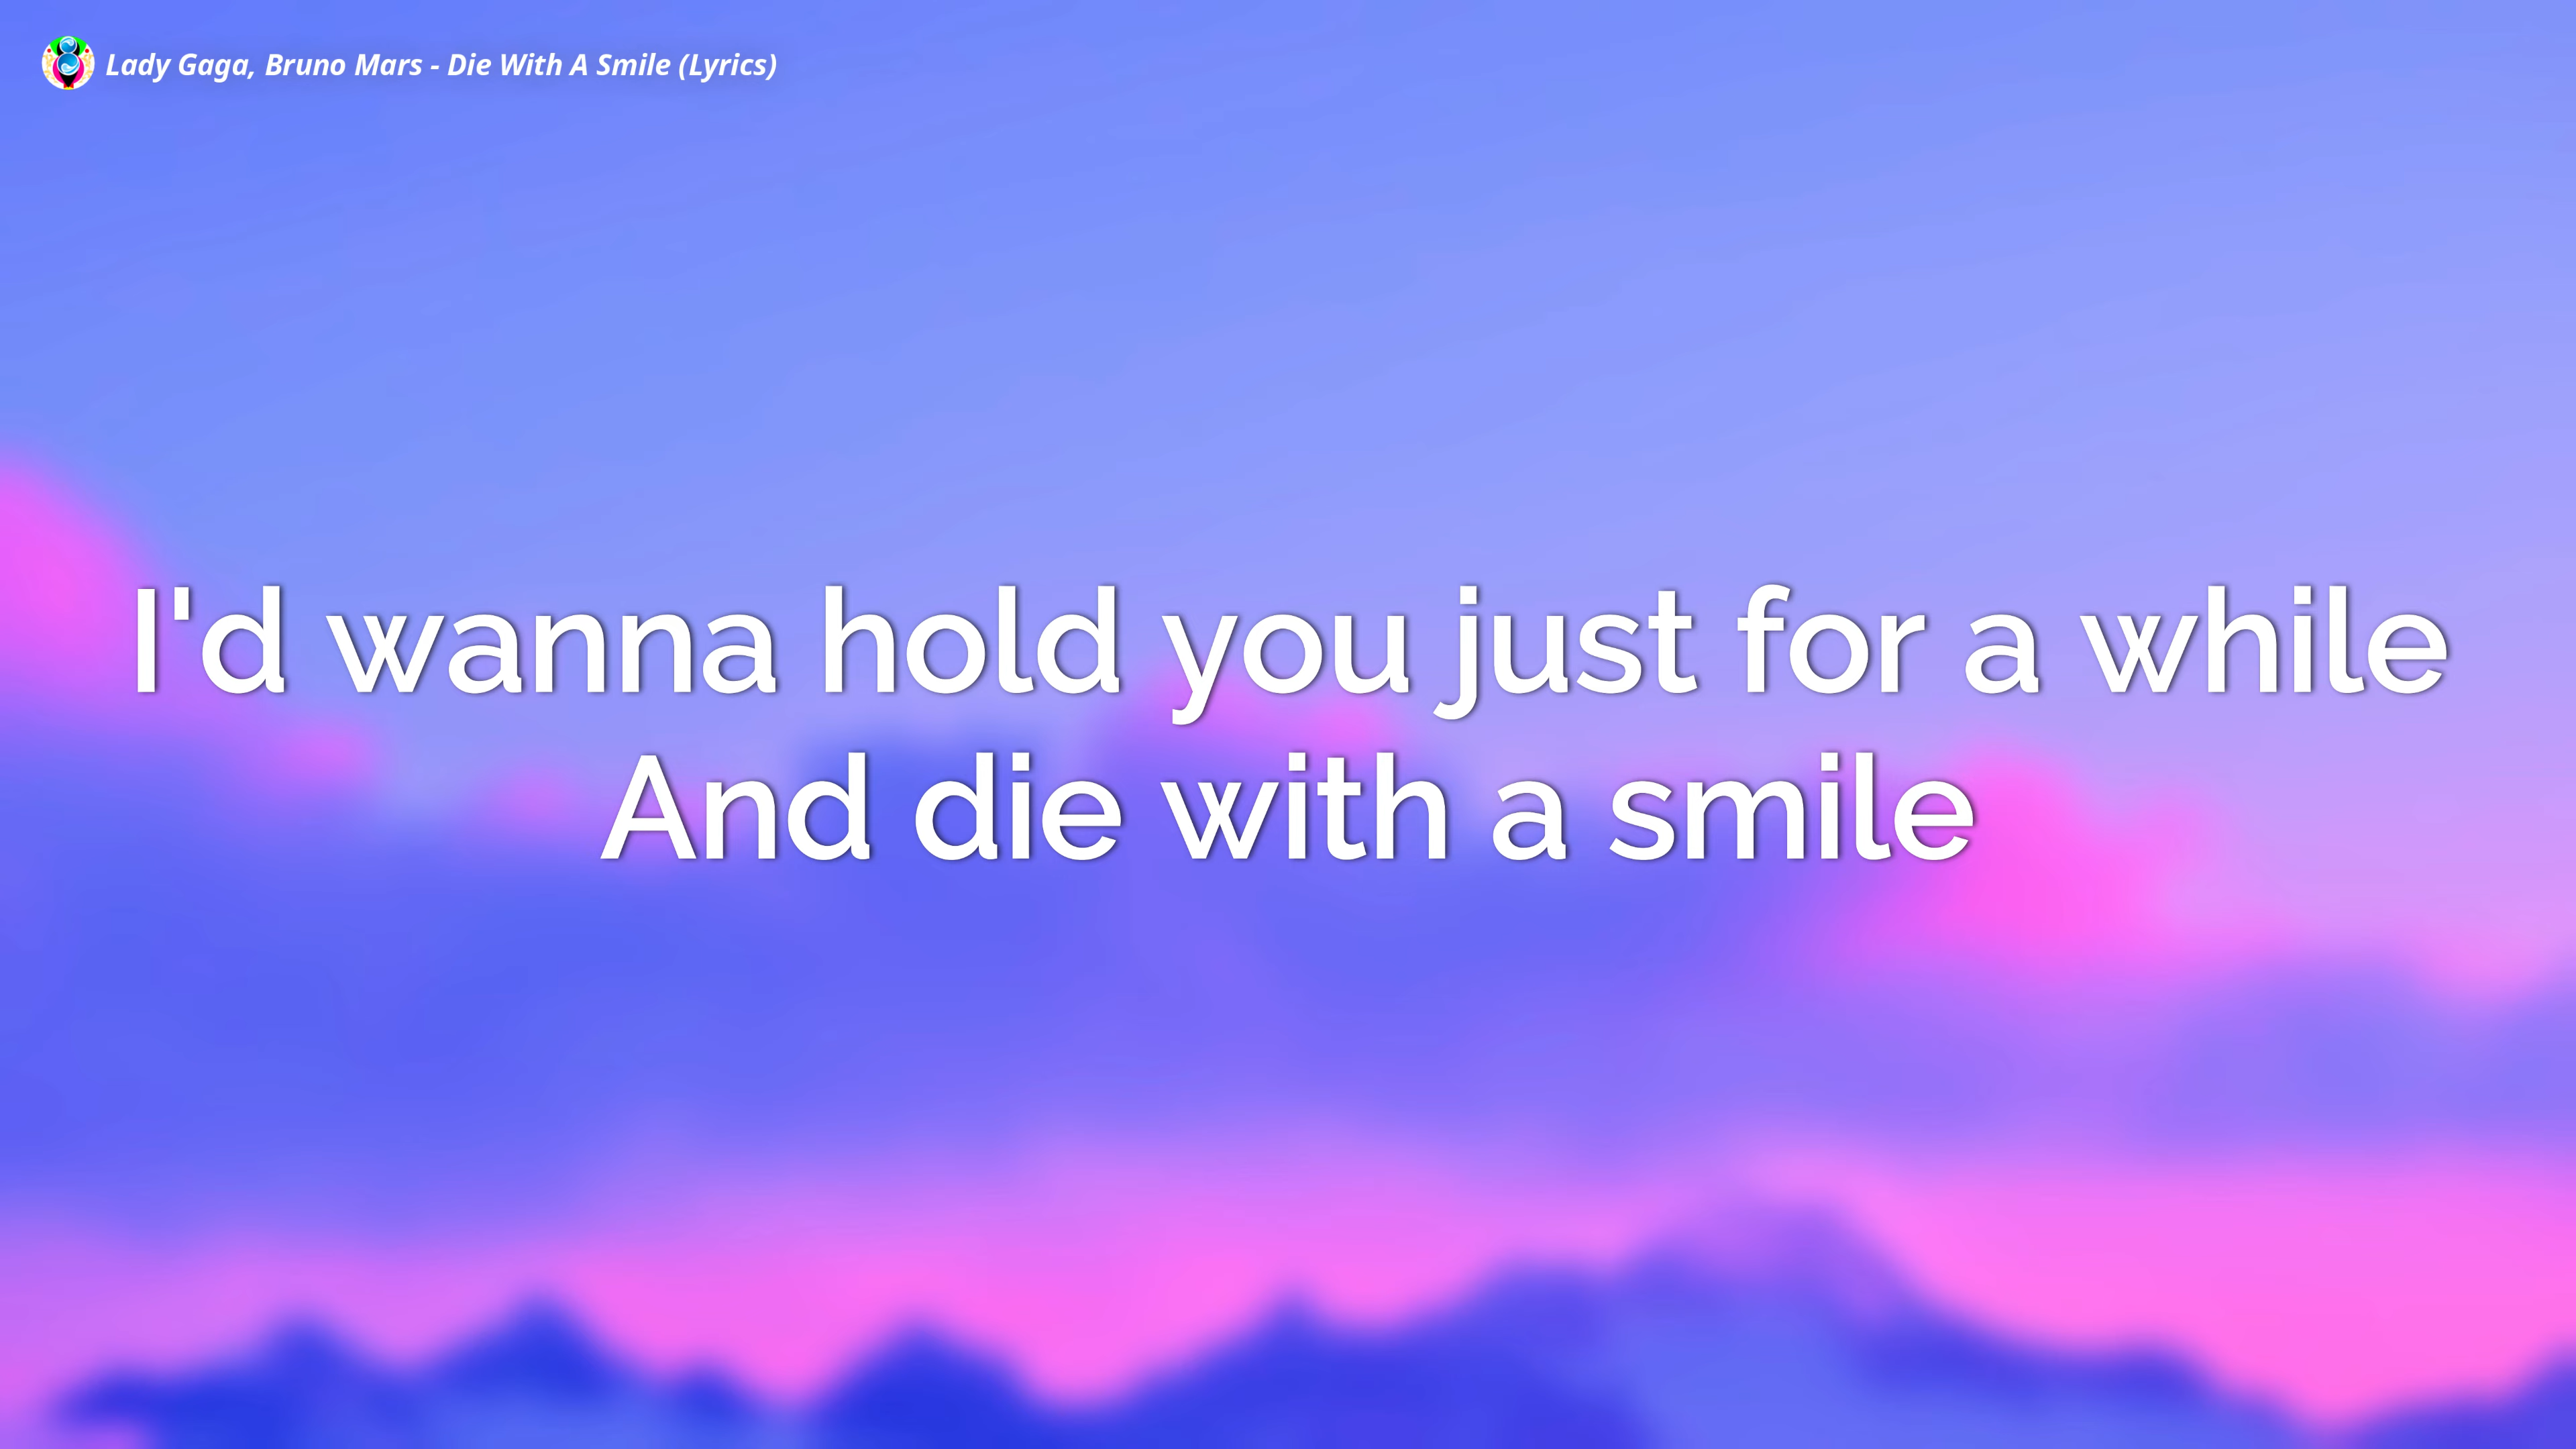 Lady Gaga, Bruno Mars - Die With A Smile (Lyrics)
I'd wanna hold you just for a while
And die with a smile